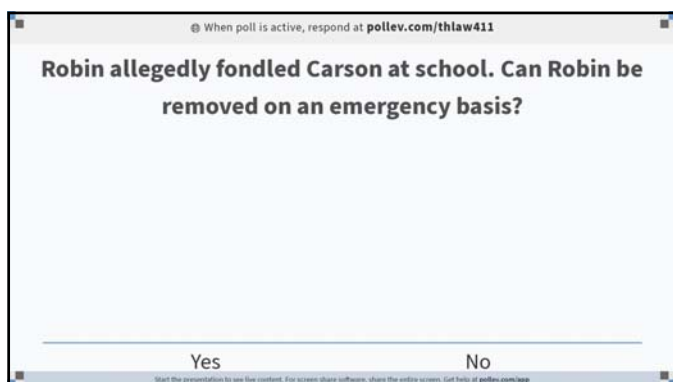 When poll is active, respond at pollev.com/thlaw411
Robin allegedly fondled Carson at school. Can Robin be
removed on an emergency basis?
Yes No
Start the presentation to see live content. For screen share software, share the entire screen. Get help at pollev.com/app